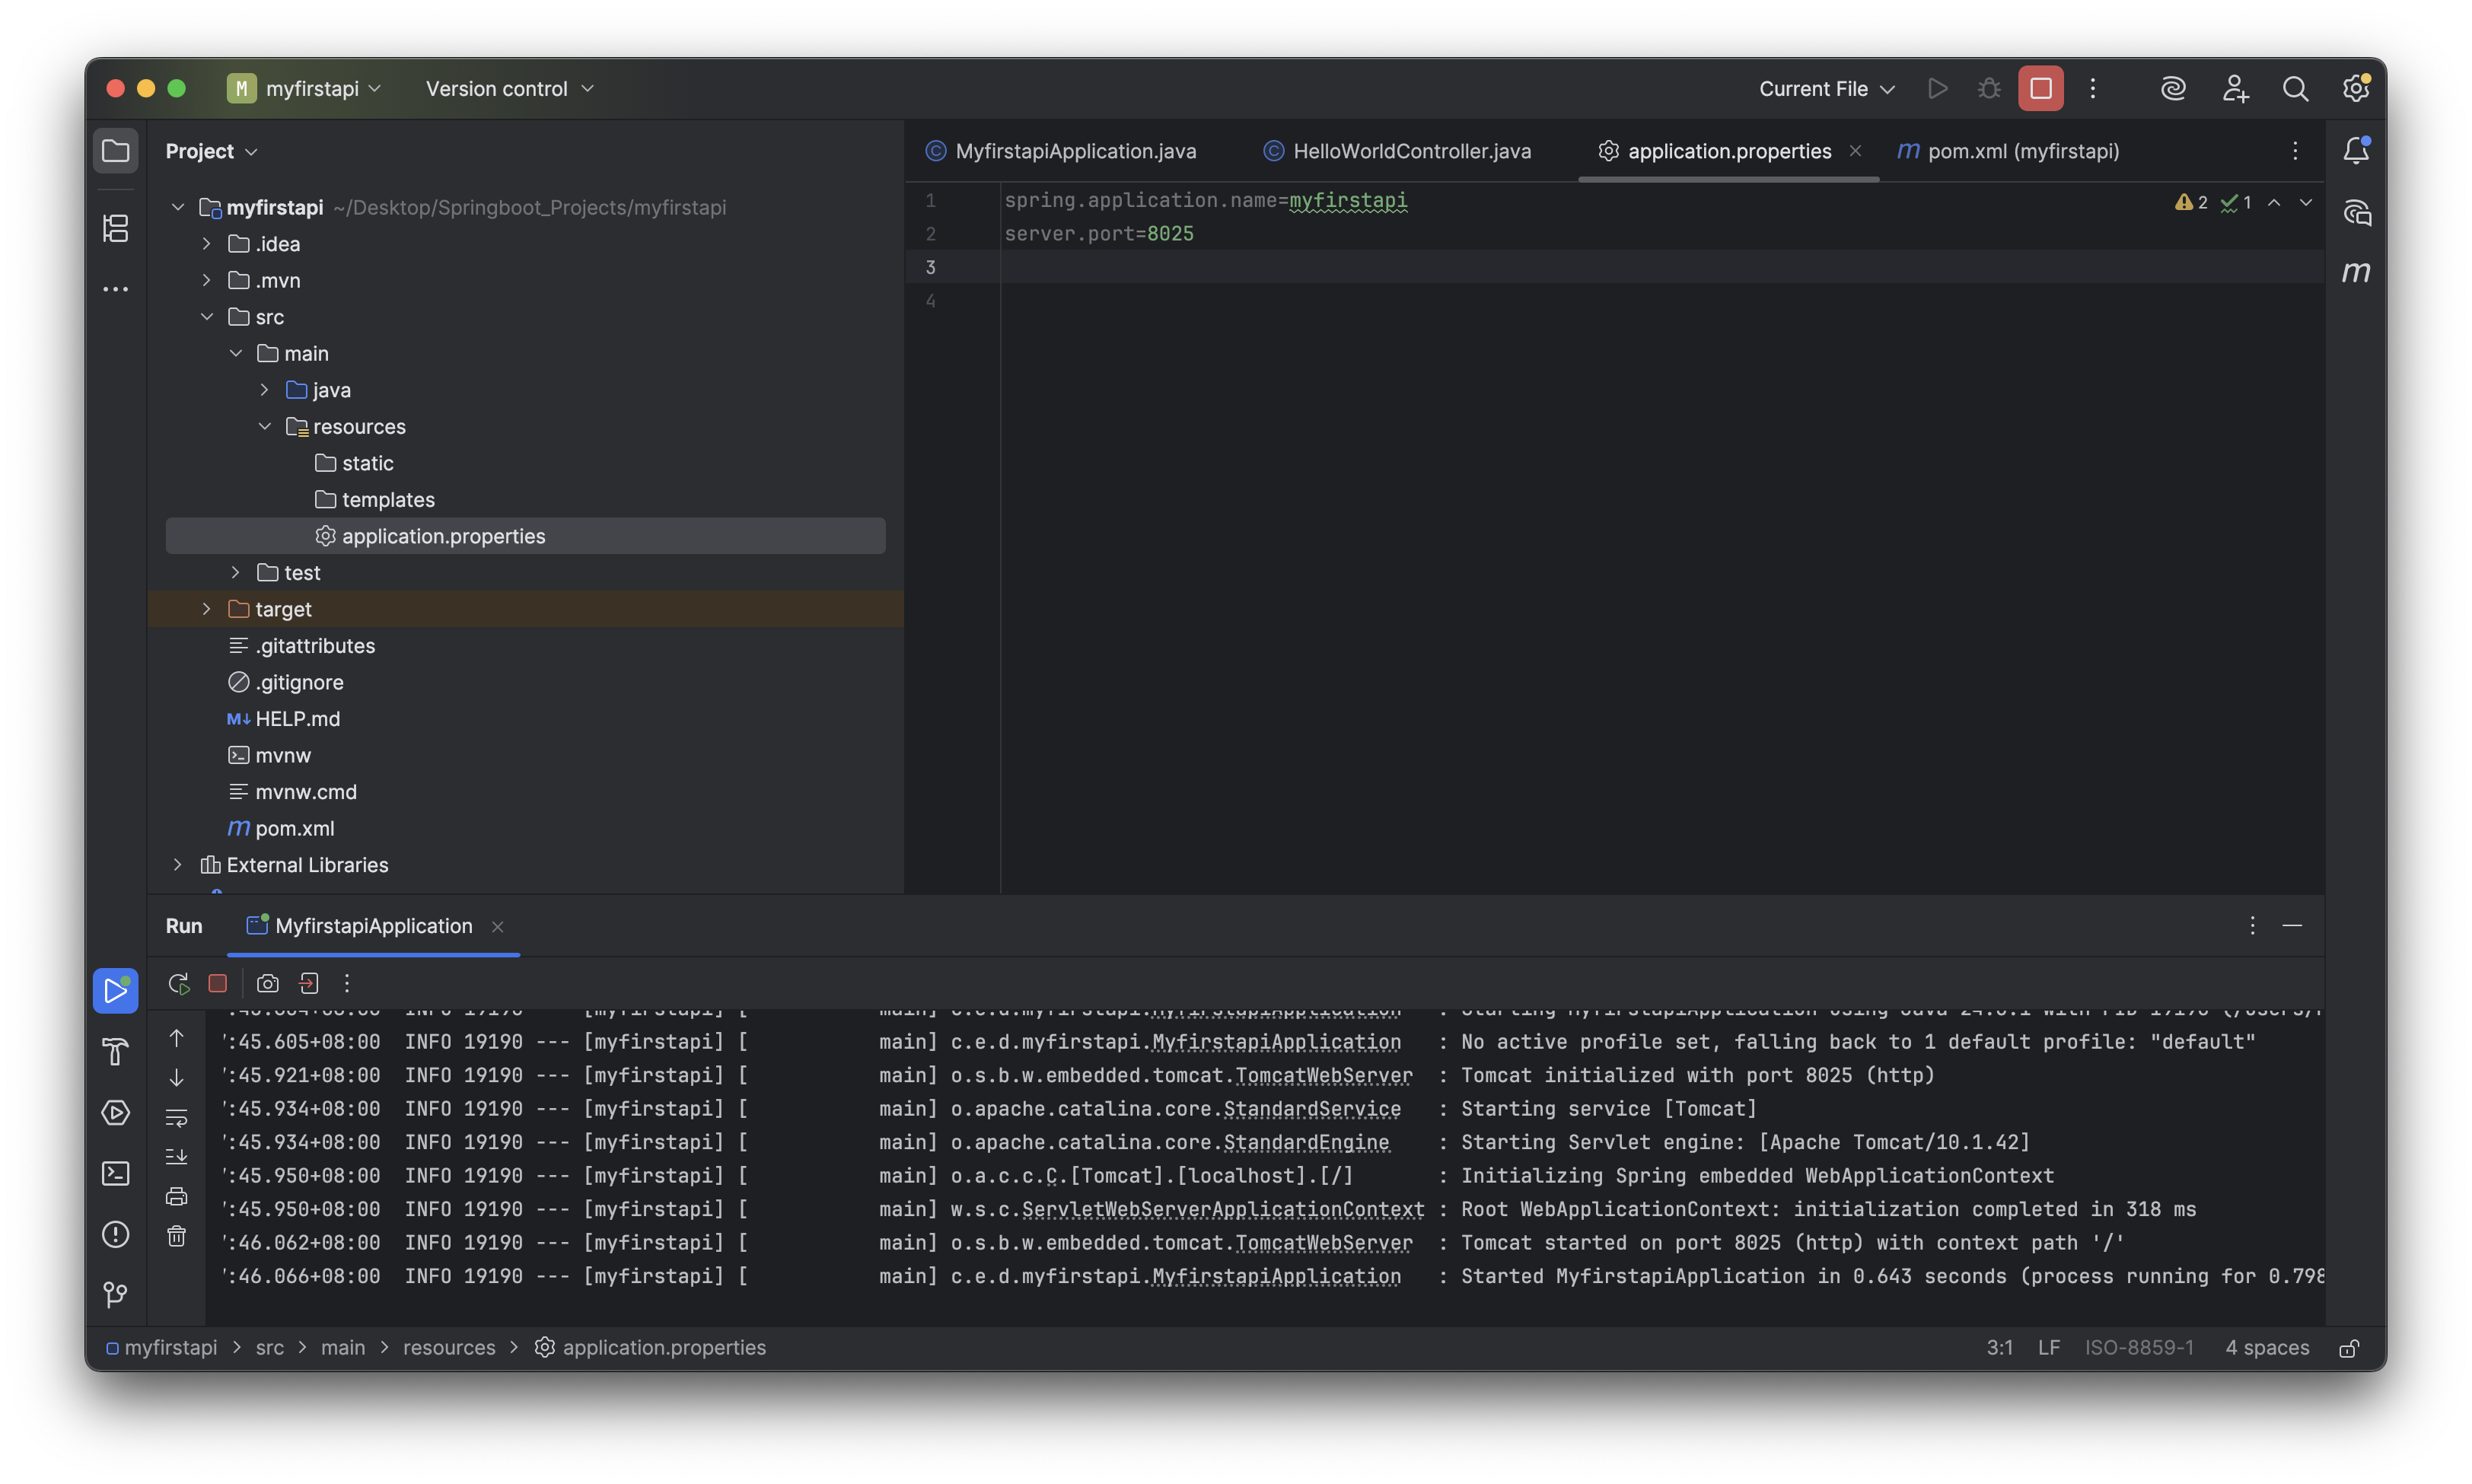 M myfirstapi Version control Current File
Project
myfirstapi ~/Desktop/Springboot_Projects/myfirstapi
.idea
.mvn
src
main
java
resources
static
templates
application.properties
test
target
.gitattributes
.gitignore
M↓ HELP.md
mvnw
mvnw.cmd
m pom.xml
External Libraries
MyfirstapiApplication.java HelloWorldController.java application.properties m pom.xml (myfirstapi)
1 spring.application.name=myfirstapi 2 1
2 server.port=8025
3
4
m
Run MyfirstapiApplication
:45.605+08:00 INFO 19190 --- [myfirstapi] [ main] c.e.d.myfirstapi.MyfirstapiApplication : No active profile set, falling back to 1 default profile: "default"
:45.921+08:00 INFO 19190 --- [myfirstapi] [ main] o.s.b.w.embedded.tomcat.TomcatWebServer : Tomcat initialized with port 8025 (http)
:45.934+08:00 INFO 19190 --- [myfirstapi] [ main] o.apache.catalina.core.StandardService : Starting service [Tomcat]
:45.934+08:00 INFO 19190 --- [myfirstapi] [ main] o.apache.catalina.core.StandardEngine : Starting Servlet engine: [Apache Tomcat/10.1.42]
:45.950+08:00 INFO 19190 --- [myfirstapi] [ main] o.a.c.c.C.[Tomcat].[localhost].[/] : Initializing Spring embedded WebApplicationContext
:45.950+08:00 INFO 19190 --- [myfirstapi] [ main] w.s.c.ServletWebServerApplicationContext : Root WebApplicationContext: initialization completed in 318 ms
:46.062+08:00 INFO 19190 --- [myfirstapi] [ main] o.s.b.w.embedded.tomcat.TomcatWebServer : Tomcat started on port 8025 (http) with context path '/'
:46.066+08:00 INFO 19190 --- [myfirstapi] [ main] c.e.d.myfirstapi.MyfirstapiApplication : Started MyfirstapiApplication in 0.643 seconds (process running for 0.798
myfirstapi > src > main > resources > application.properties 3:1 LF ISO-8859-1 4 spaces